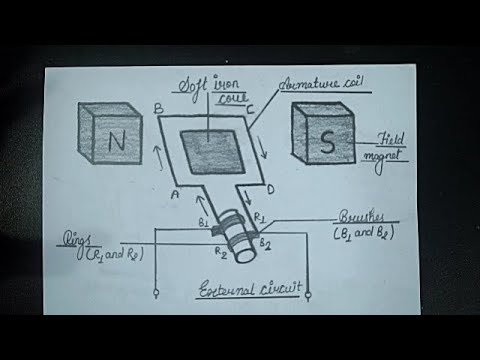 Soft iron
core
Armature coil
B
C
N
S
Field
magnet
A
D
B1
R1
Brushes
(B1 and B2)
Rings
(R1 and R2)
R2
B2
External circuit